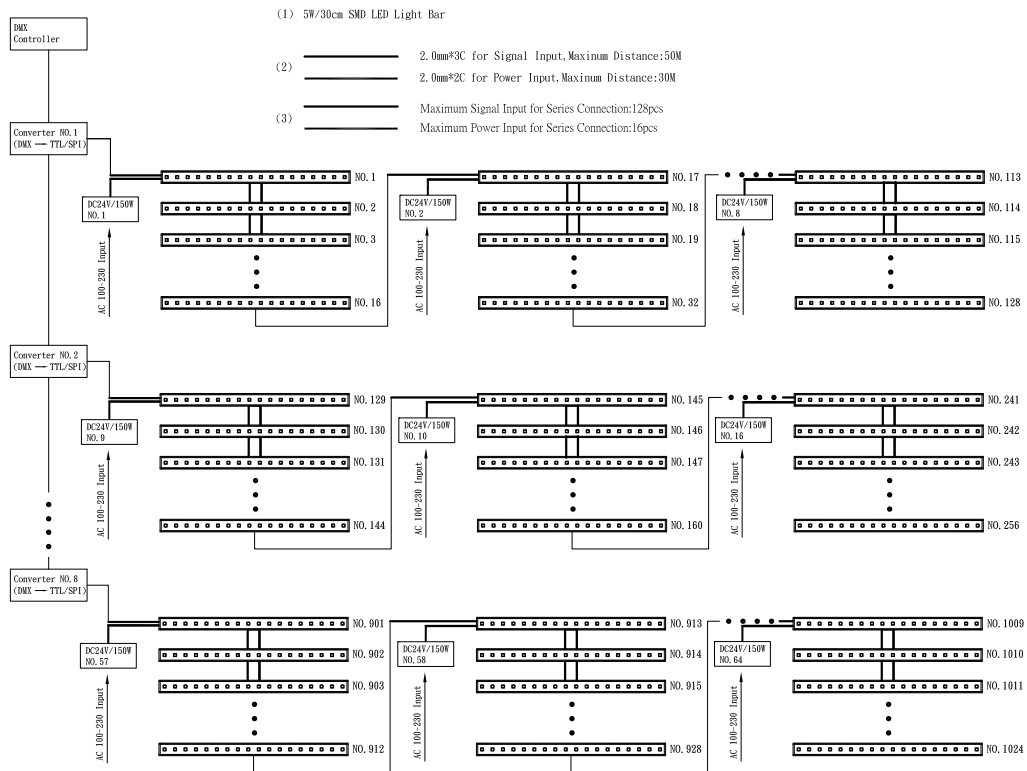 (1) 5W/30cm SMD LED Light Bar
(2)
2.0mm*3C for Signal Input,Maxinum Distance:50M
2.0mm*2C for Power Input,Maxinum Distance:30M
(3)
Maximum Signal Input for Series Connection:128pcs
Maximum Power Input for Series Connection:16pcs
DMX
Controller
Converter NO.1
(DMX → TTL/SPI)
DC24V/150W
NO.1
AC 100-230 Input
NO.1
NO.2
NO.3
NO.16
DC24V/150W
NO.2
AC 100-230 Input
NO.17
NO.18
NO.19
NO.32
DC24V/150W
NO.8
AC 100-230 Input
NO.113
NO.114
NO.115
NO.128
Converter NO.2
(DMX → TTL/SPI)
DC24V/150W
NO.9
AC 100-230 Input
NO.129
NO.130
NO.131
NO.144
DC24V/150W
NO.10
AC 100-230 Input
NO.145
NO.146
NO.147
NO.160
DC24V/150W
NO.16
AC 100-230 Input
NO.241
NO.242
NO.243
NO.256
Converter NO.8
(DMX → TTL/SPI)
DC24V/150W
NO.57
AC 100-230 Input
NO.901
NO.902
NO.903
NO.912
DC24V/150W
NO.58
AC 100-230 Input
NO.913
NO.914
NO.915
NO.928
DC24V/150W
NO.64
AC 100-230 Input
NO.1009
NO.1010
NO.1011
NO.1024